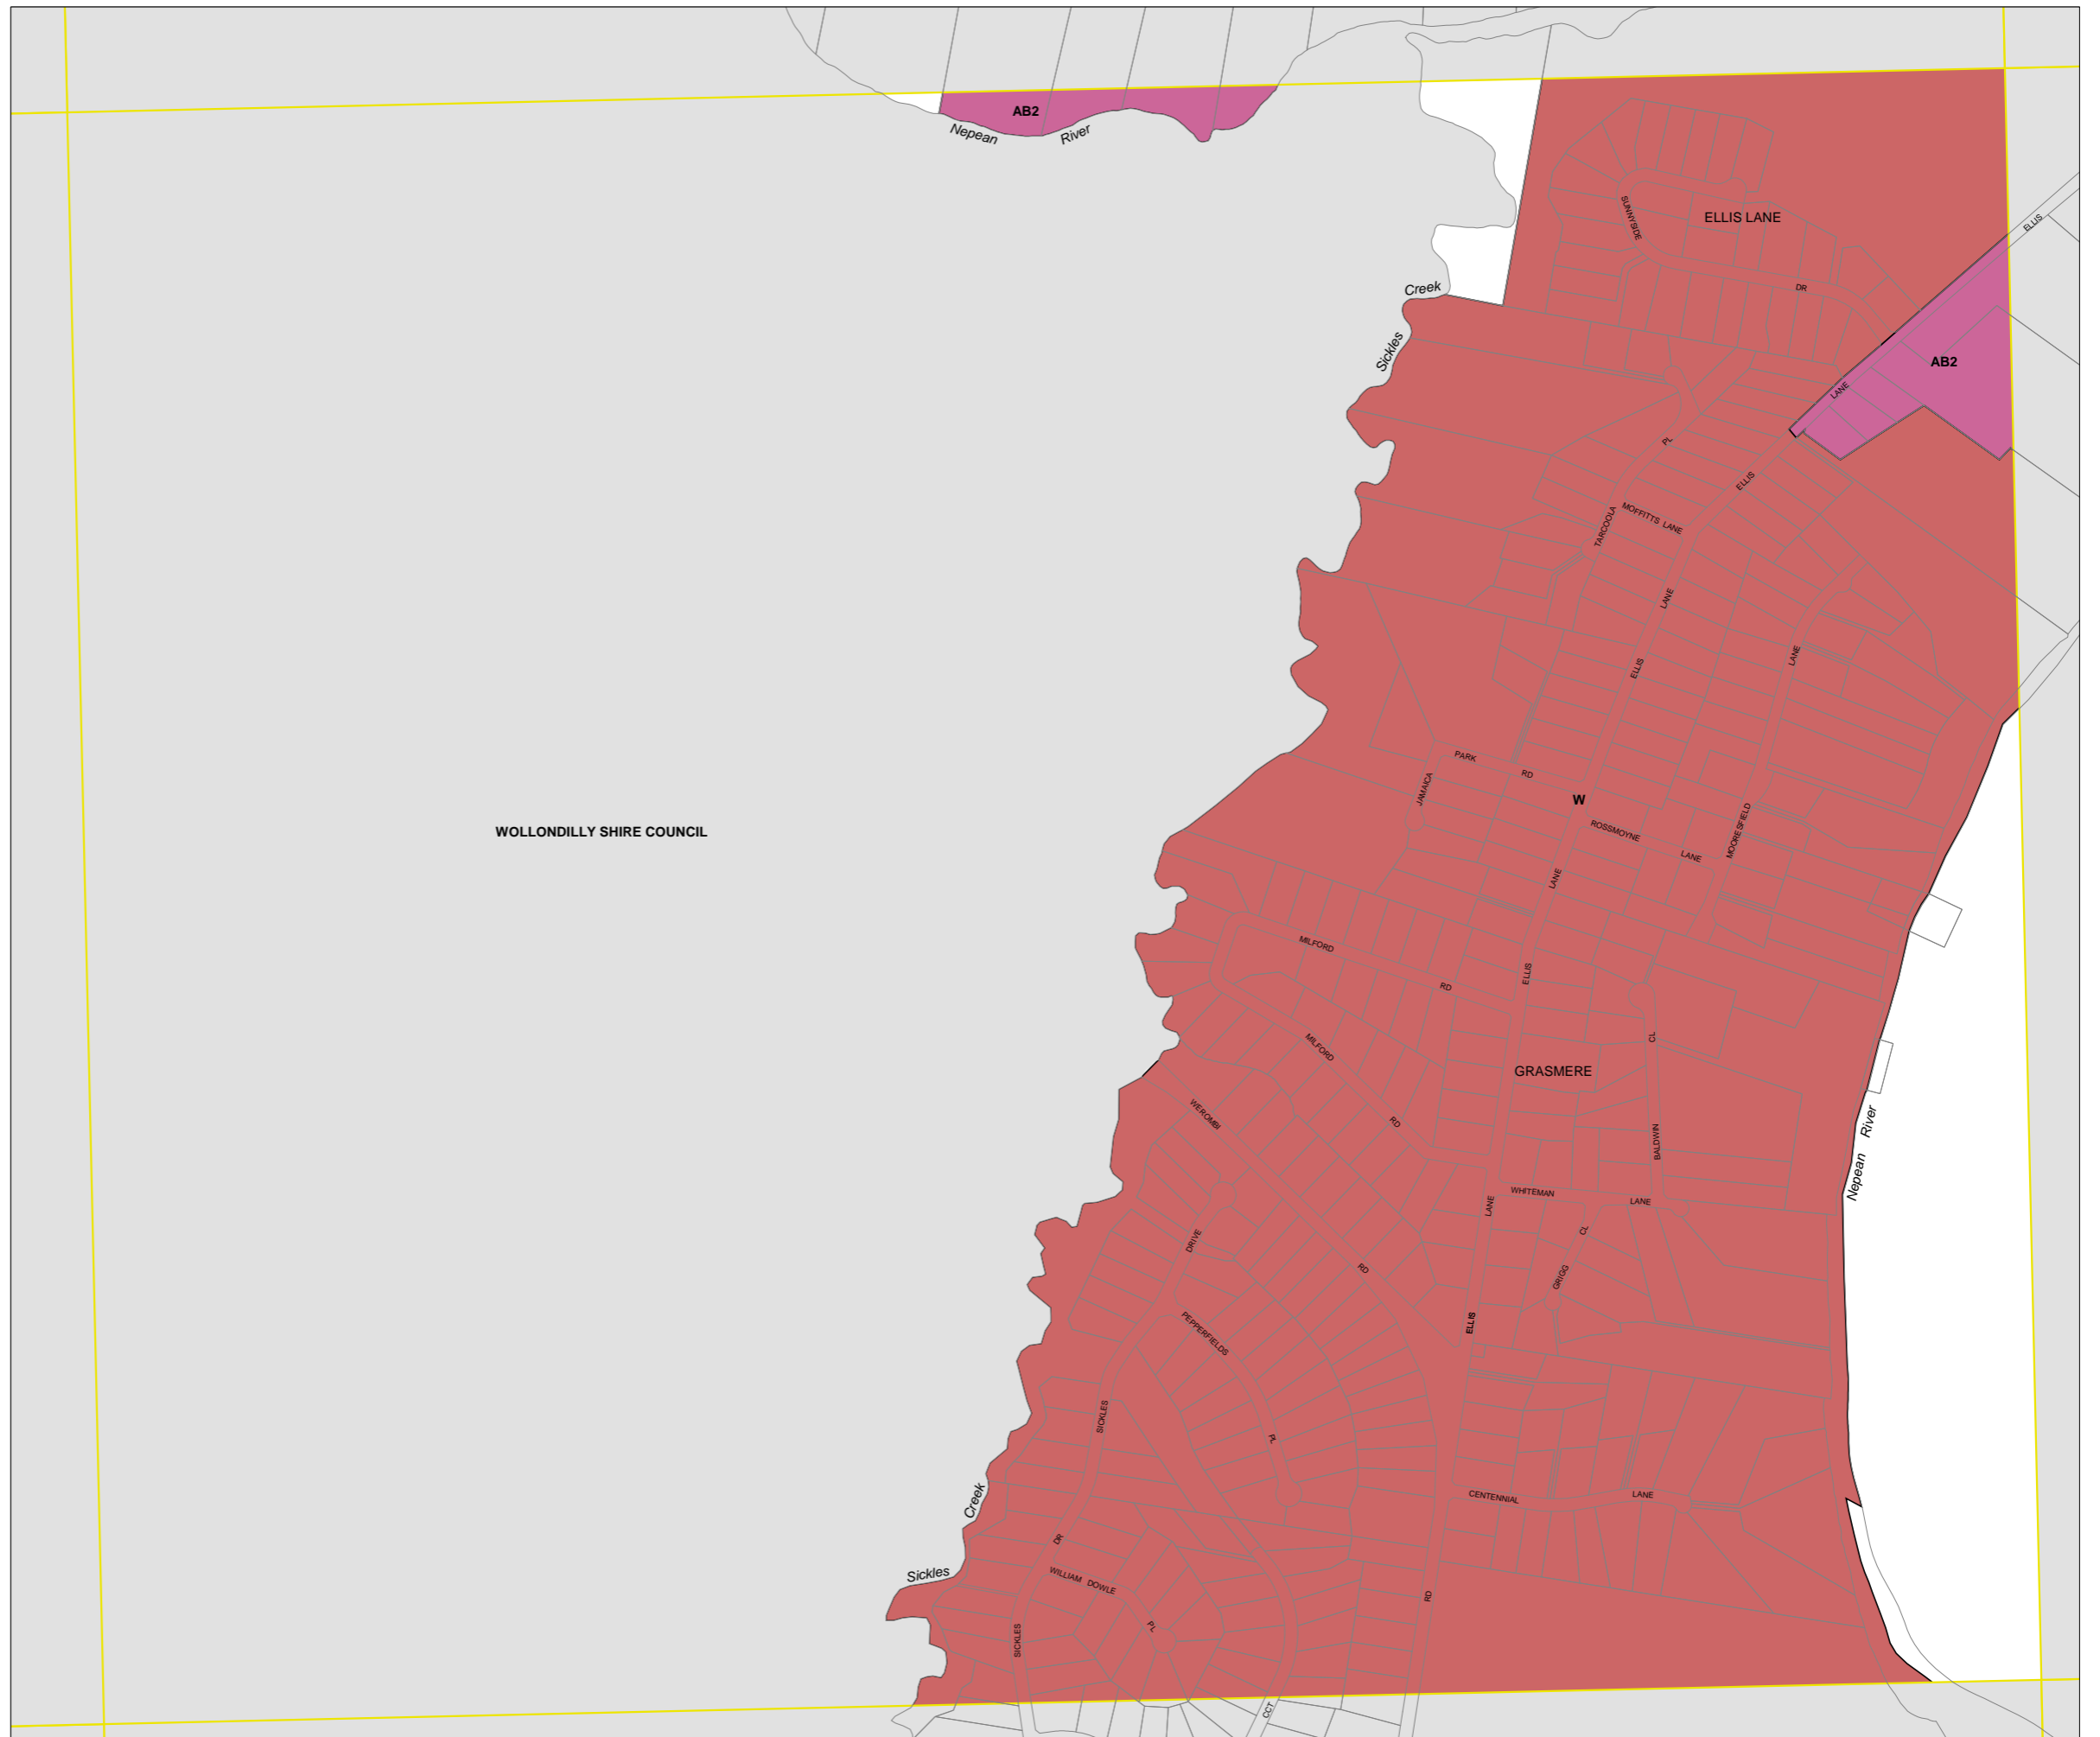 AB2
Nepean
River
ELLIS LANE
SUNNYSIDE
ELLIS
DR
Creek
Sickles
AB2
LANE
PL
ELLIS
MOFFITTS LANE
TARCOOLA
LANE
LANE
ELLIS
PARK
RD
JAMAICA
W
WOLLONDILLY SHIRE COUNCIL
ROSSMOYNE
LANE
MOORESFIELD
LANE
MILFORD
ELLIS
RD
CL
MILFORD
GRASMERE
WEROMBI
RD
River
Nepean
BALDWIN
WHITEMAN
LANE
LANE
CL
DRIVE
RD
GRIGG
PEPPERFIELDS
ELLIS
SICKLES
PL
Creek
CENTENNIAL
LANE
DR
Sickles
WILLIAM DOWLE
RD
PL
SICKLES
CCT